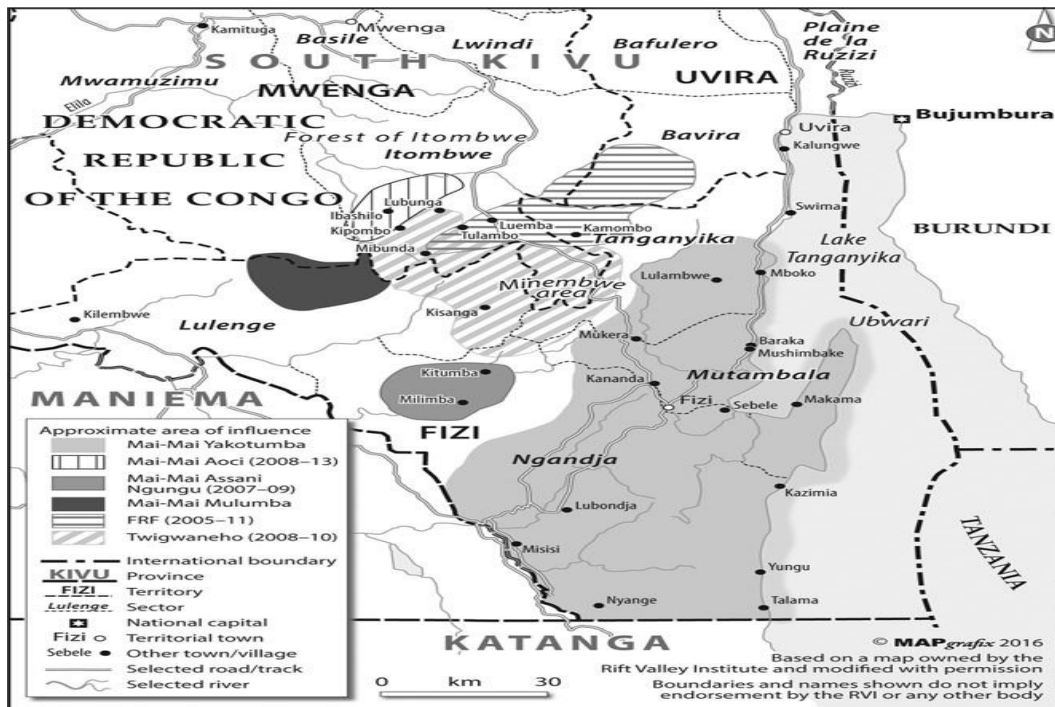 Plaine
de la
Ruzizi
Ruzizi
N
Kamituga
Mwenga
Basile
Lwindi
Bafulero
SOUTH KIVU
UVIRA
Mwamuzimu
MWENGA
Elila
Bujumbura
DEMOCRATIC
REPUBLIC
OF THE CONGO
Forest of Itombwe
Itombwe
Bavira
Uvira
Kalungwe
Ibashilo
Lubunga
Kipombo
Luemba
Tulambo
Kamombo
Swima
BURUNDI
Mibunda
Tanganyika
Lake
Tanganyika
Minembwe
area
Lulambwe
Mboko
Kilembwe
Lulenge
Kisanga
Ubwari
Mukera
Baraka
Mushimbake
Kitumba
Kananda
Mutambala
MANIEMA
Milimba
Fizi
Sebele
Makama
FIZI
Ngandja
Kazimia
Lubondja
TANZANIA
Misisi
Yungu
Nyange
Talama
KATANGA
Approximate area of influence
Mai-Mai Yakotumba
Mai-Mai Aoci (2008–13)
Mai-Mai Assani
Ngungu (2007–09)
Mai-Mai Mulumba
FRF (2005–11)
Twigwaneho (2008–10)
International boundary
KIVU Province
FIZI Territory
Lulenge Sector
National capital
Fizi Territorial town
Sebele Other town/village
Selected road/track
Selected river
0 km 30
© MAPgrafix 2016
Based on a map owned by the
Rift Valley Institute and modified with permission
Boundaries and names shown do not imply
endorsement by the RVI or any other body